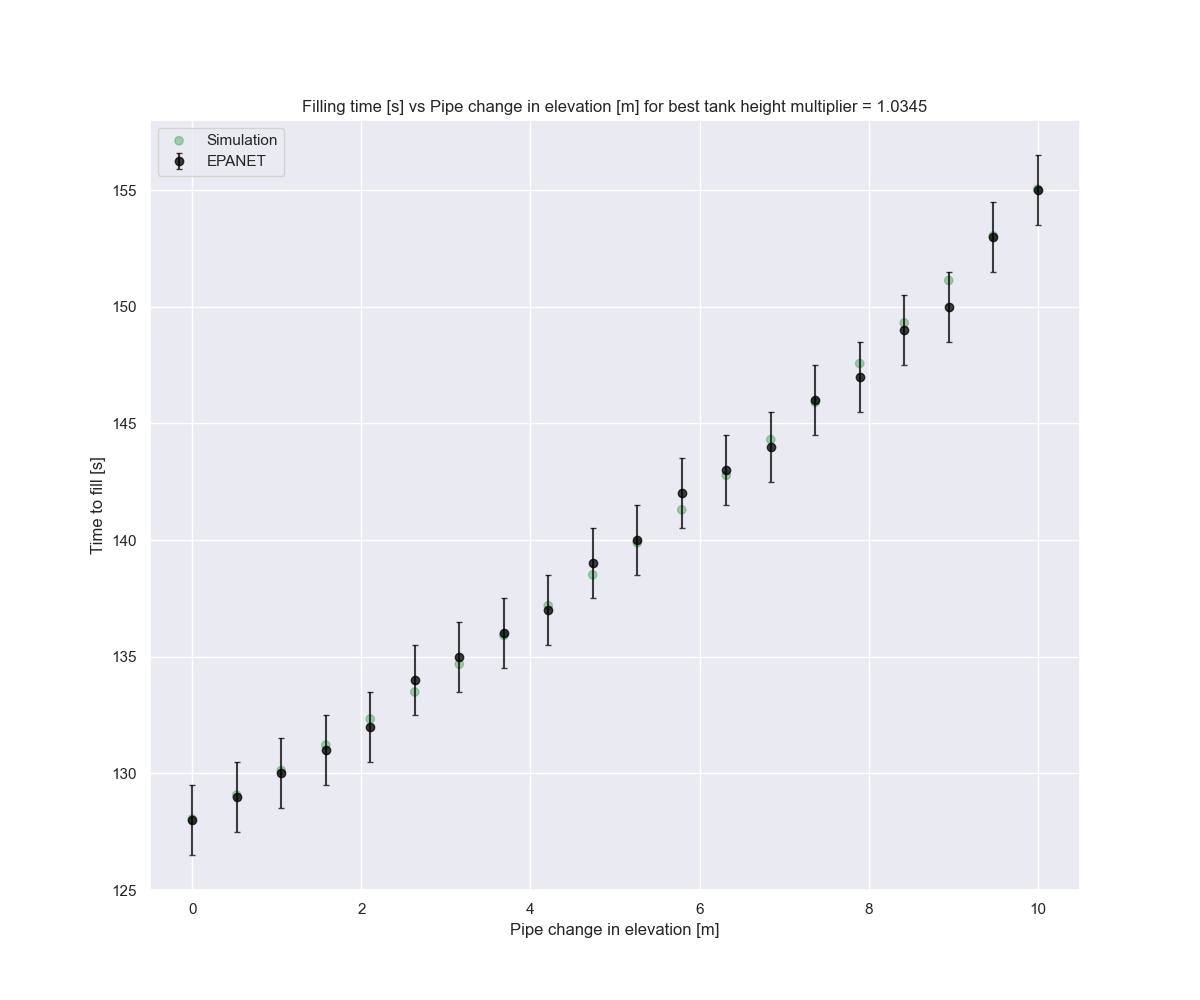 Filling time [s] vs Pipe change in elevation [m] for best tank height multiplier = 1.0345
Simulation
EPANET
155
150
145
140
135
130
125
Time to fill [s]
0 2 4 6 8 10
Pipe change in elevation [m]